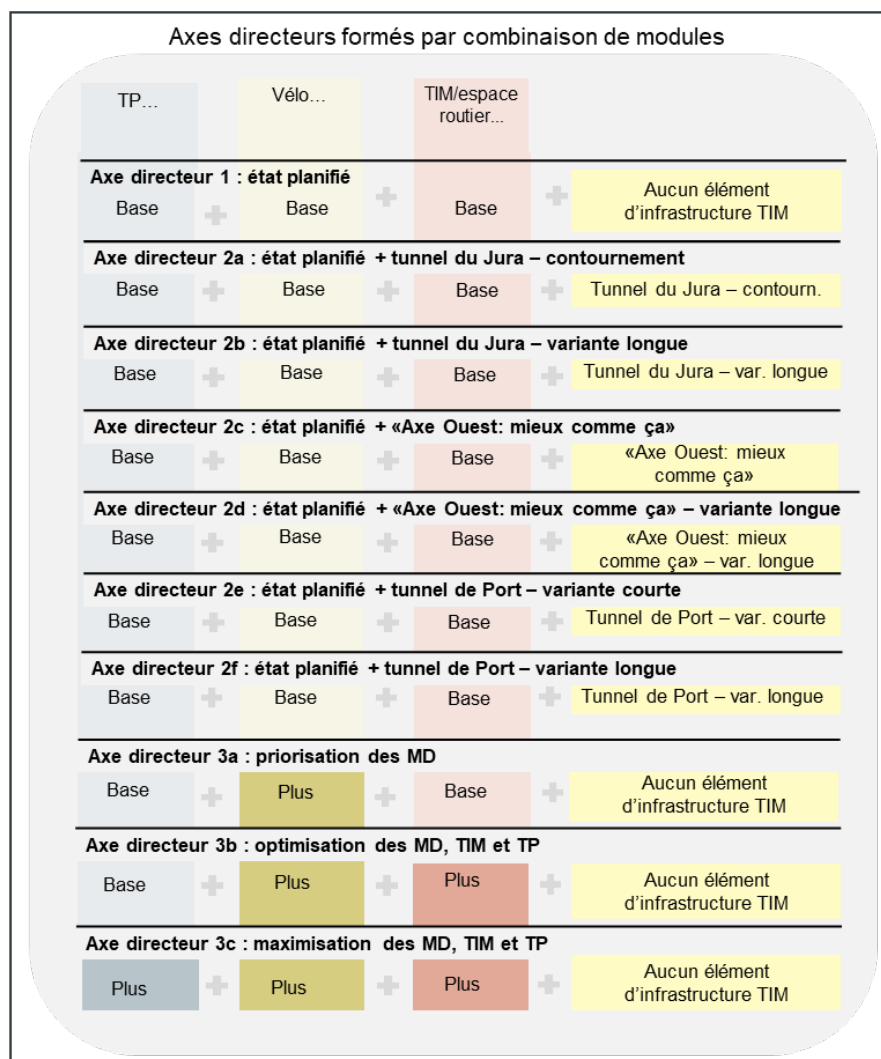 Axes directeurs formés par combinaison de modules
TP…
Vélo…
TIM/espace
routier...
Axe directeur 1 : état planifié
Base
Base
Base
Aucun élément
d’infrastructure TIM
Axe directeur 2a : état planifié + tunnel du Jura – contournement
Base
Base
Base
Tunnel du Jura – contourn.
Axe directeur 2b : état planifié + tunnel du Jura – variante longue
Base
Base
Base
Tunnel du Jura – var. longue
Axe directeur 2c : état planifié + «Axe Ouest: mieux comme ça»
Base
Base
Base
«Axe Ouest: mieux
comme ça»
Axe directeur 2d : état planifié + «Axe Ouest: mieux comme ça» – variante longue
Base
Base
Base
«Axe Ouest: mieux
comme ça» – var. longue
Axe directeur 2e : état planifié + tunnel de Port – variante courte
Base
Base
Base
Tunnel de Port – var. courte
Axe directeur 2f : état planifié + tunnel de Port – variante longue
Base
Base
Base
Tunnel de Port – var. longue
Axe directeur 3a : priorisation des MD
Base
Plus
Base
Aucun élément
d’infrastructure TIM
Axe directeur 3b : optimisation des MD, TIM et TP
Base
Plus
Plus
Aucun élément
d’infrastructure TIM
Axe directeur 3c : maximisation des MD, TIM et TP
Plus
Plus
Plus
Aucun élément
d’infrastructure TIM